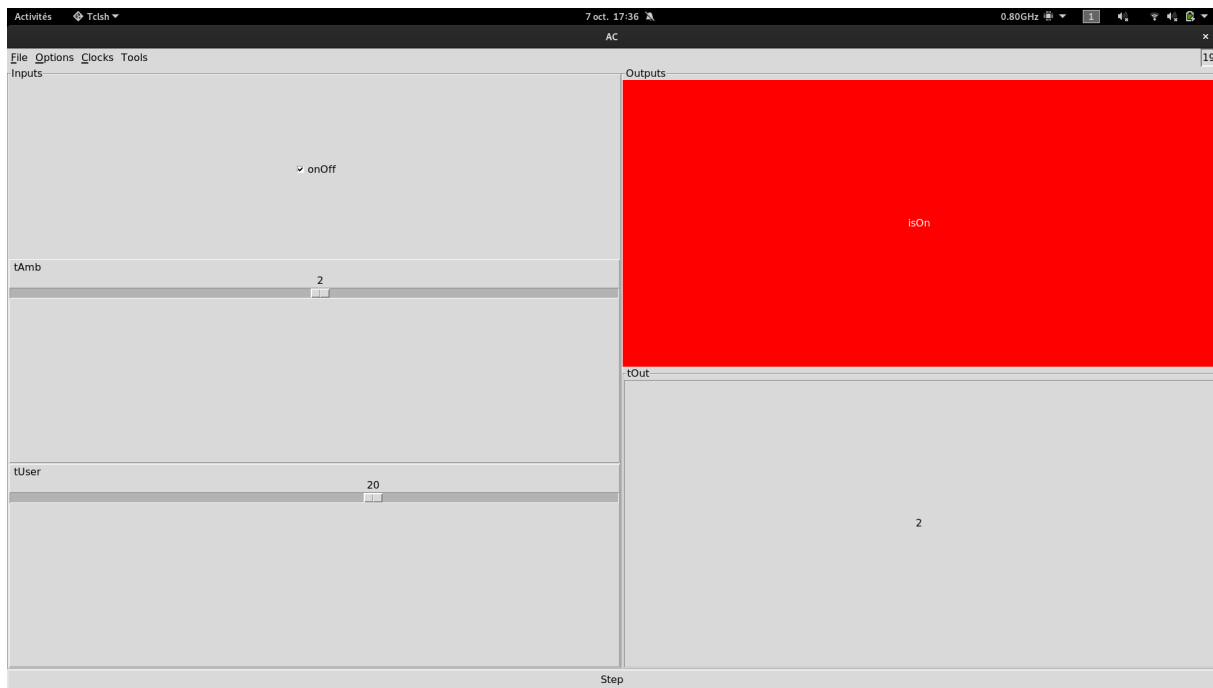 Activités Tclsh 7 oct. 17:36 0.80GHz 1
AC ×
File Options Clocks Tools 19
Inputs
onOff
tAmb
2
tUser
20
Outputs
isOn
tOut
2
Step